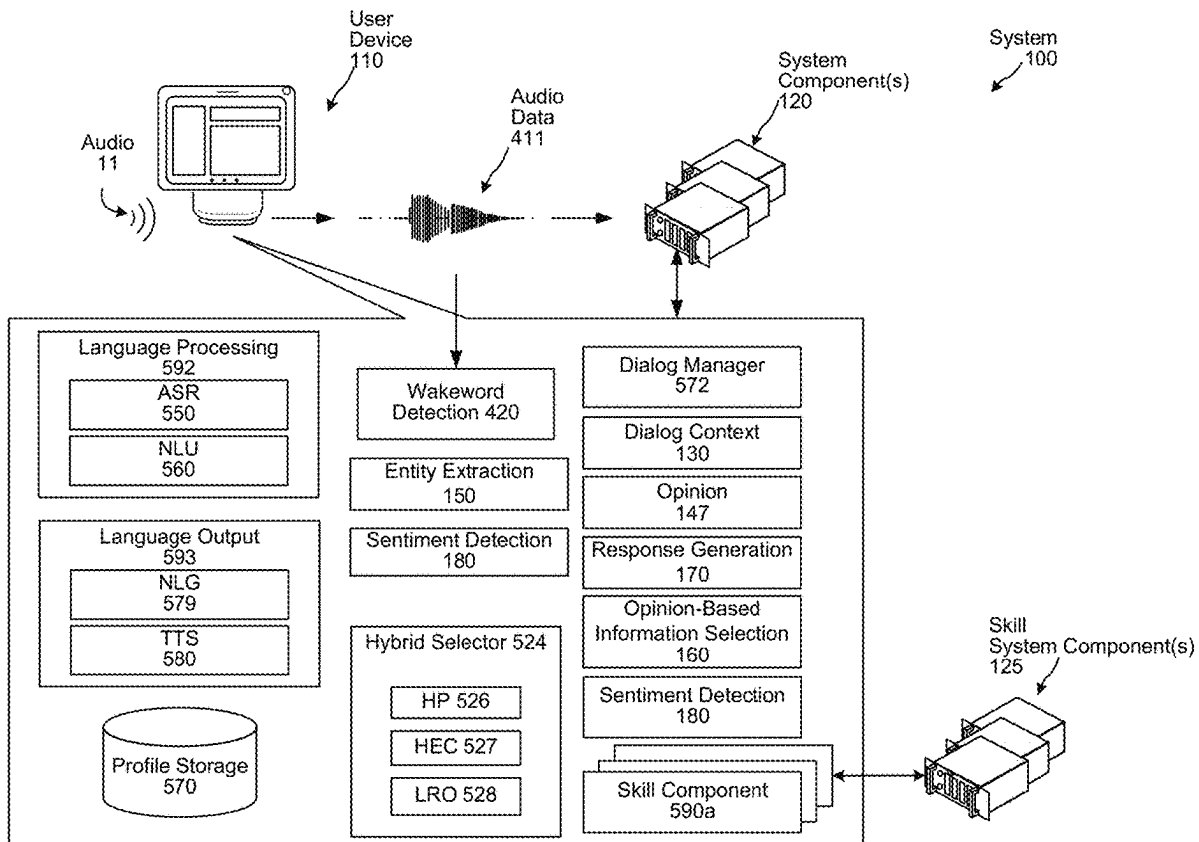 User
Device
110
System
100
System
Component(s)
120
Audio
Data
411
Audio
11
Language Processing
592
ASR
550
NLU
560
Language Output
593
NLG
579
TTS
580
Profile Storage
570
Wakeword
Detection 420
Entity Extraction
150
Sentiment Detection
180
Hybrid Selector 524
HP 526
HEC 527
LRO 528
Dialog Manager
572
Dialog Context
130
Opinion
147
Response Generation
170
Opinion-Based
Information Selection
160
Sentiment Detection
180
Skill Component
590a
Skill
System Component(s)
125